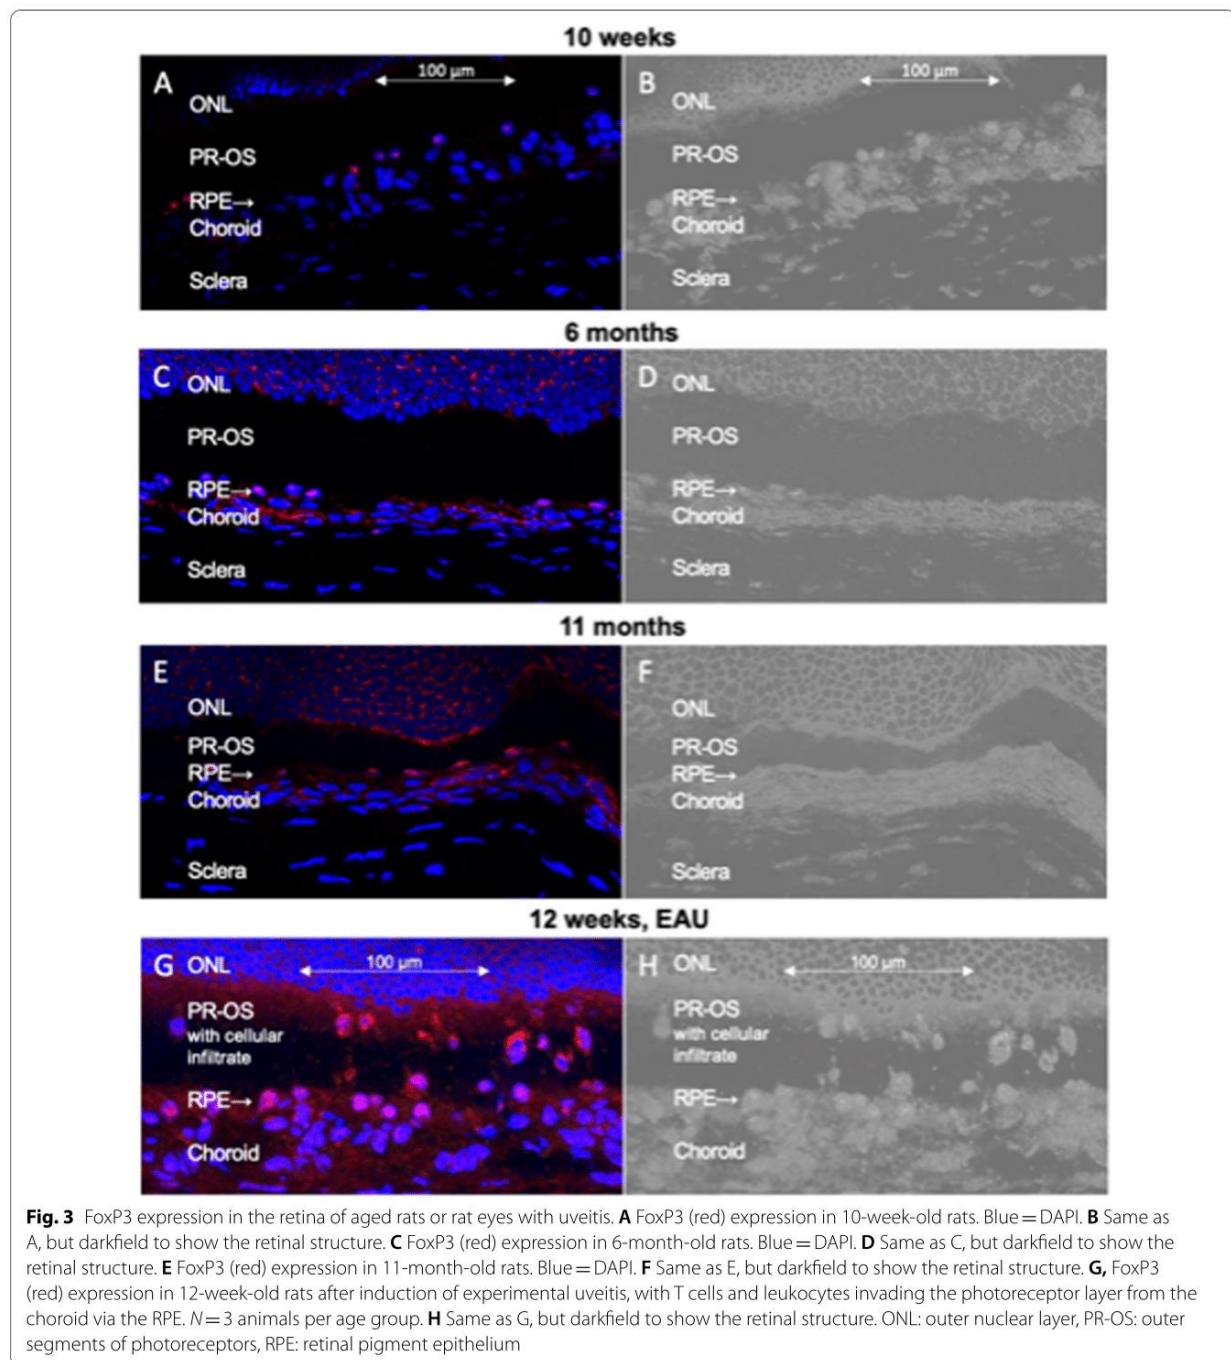 10 weeks
A
100 µm
ONL
PR-OS
RPE→
Choroid
Sclera
B
100 µm
ONL
PR-OS
RPE→
Choroid
Sclera
6 months
C
ONL
PR-OS
RPE→
Choroid
Sclera
D
ONL
PR-OS
RPE→
Choroid
Sclera
11 months
E
ONL
PR-OS
RPE→
Choroid
Sclera
F
ONL
PR-OS
RPE→
Choroid
Sclera
12 weeks, EAU
G
ONL
100 µm
PR-OS
with cellular
infiltrate
RPE→
Choroid
H
ONL
100 µm
PR-OS
with cellular
infiltrate
RPE→
Choroid
Fig. 3 FoxP3 expression in the retina of aged rats or rat eyes with uveitis. A FoxP3 (red) expression in 10-week-old rats. Blue = DAPI. B Same as
A, but darkfield to show the retinal structure. C FoxP3 (red) expression in 6-month-old rats. Blue = DAPI. D Same as C, but darkfield to show the
retinal structure. E FoxP3 (red) expression in 11-month-old rats. Blue = DAPI. F Same as E, but darkfield to show the retinal structure. G, FoxP3
(red) expression in 12-week-old rats after induction of experimental uveitis, with T cells and leukocytes invading the photoreceptor layer from the
choroid via the RPE. N = 3 animals per age group. H Same as G, but darkfield to show the retinal structure. ONL: outer nuclear layer, PR-OS: outer
segments of photoreceptors, RPE: retinal pigment epithelium